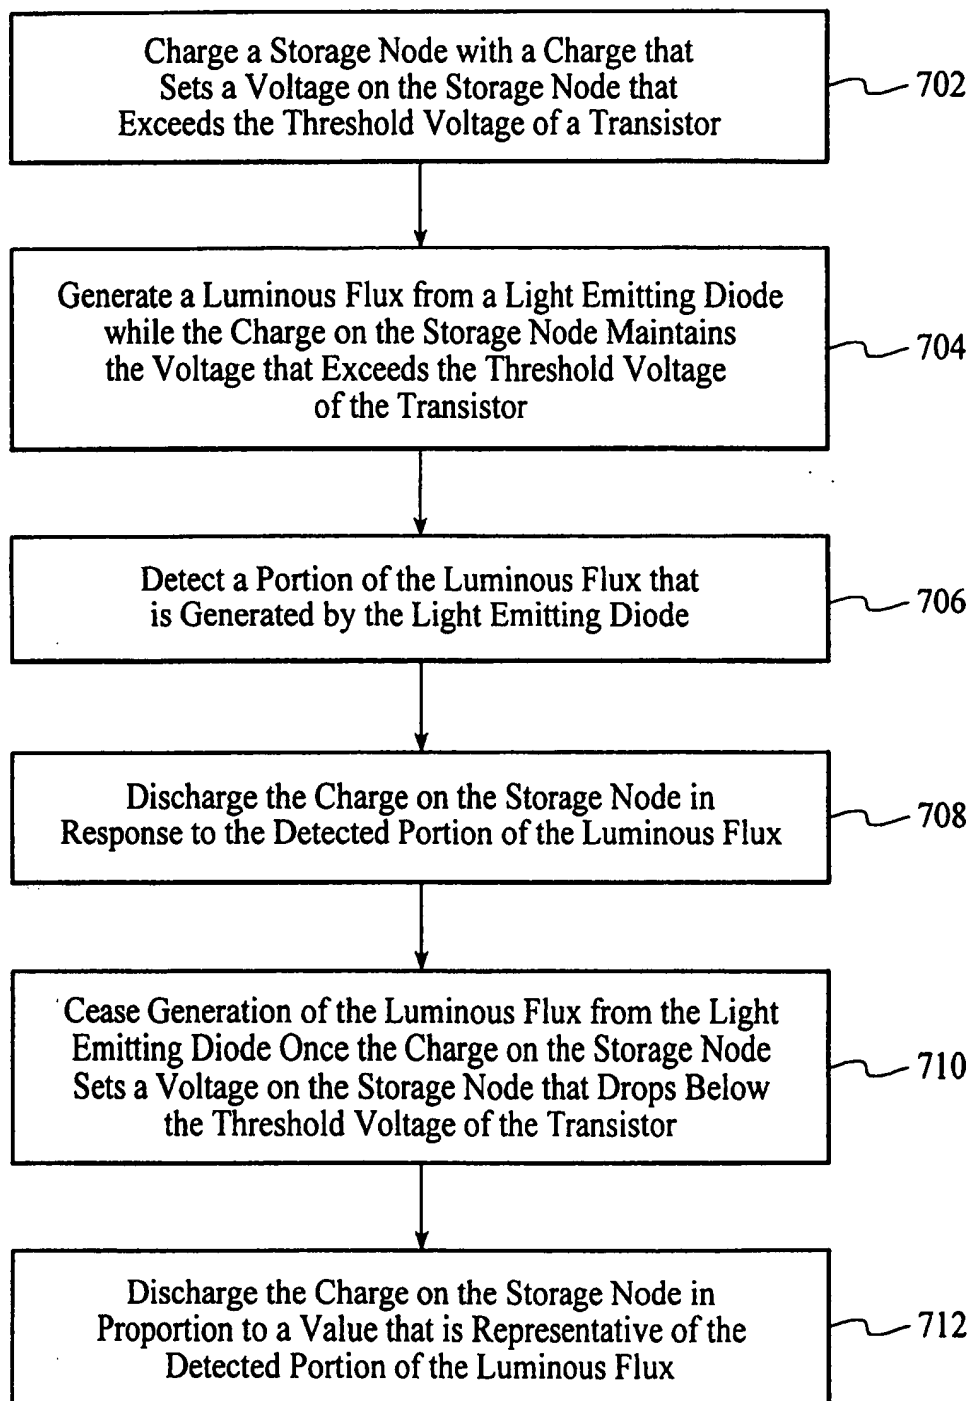 Charge a Storage Node with a Charge that
Sets a Voltage on the Storage Node that
Exceeds the Threshold Voltage of a Transistor
702
Generate a Luminous Flux from a Light Emitting Diode
while the Charge on the Storage Node Maintains
the Voltage that Exceeds the Threshold Voltage
of the Transistor
704
Detect a Portion of the Luminous Flux that
is Generated by the Light Emitting Diode
706
Discharge the Charge on the Storage Node in
Response to the Detected Portion of the Luminous Flux
708
Cease Generation of the Luminous Flux from the Light
Emitting Diode Once the Charge on the Storage Node
Sets a Voltage on the Storage Node that Drops Below
the Threshold Voltage of the Transistor
710
Discharge the Charge on the Storage Node in
Proportion to a Value that is Representative of the
Detected Portion of the Luminous Flux
712